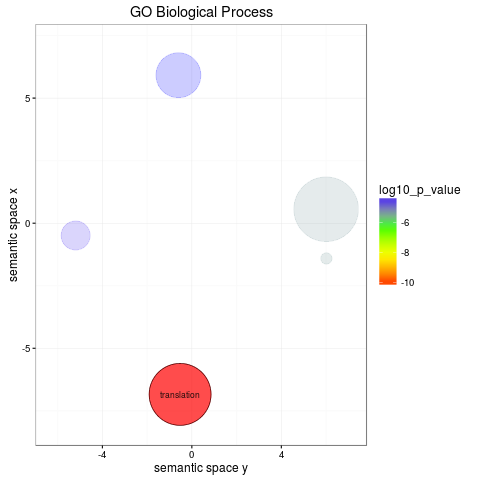 GO Biological Process
semantic space x
5
0
-5
translation
-4
0
4
semantic space y
log10_p_value
-6
-8
-10